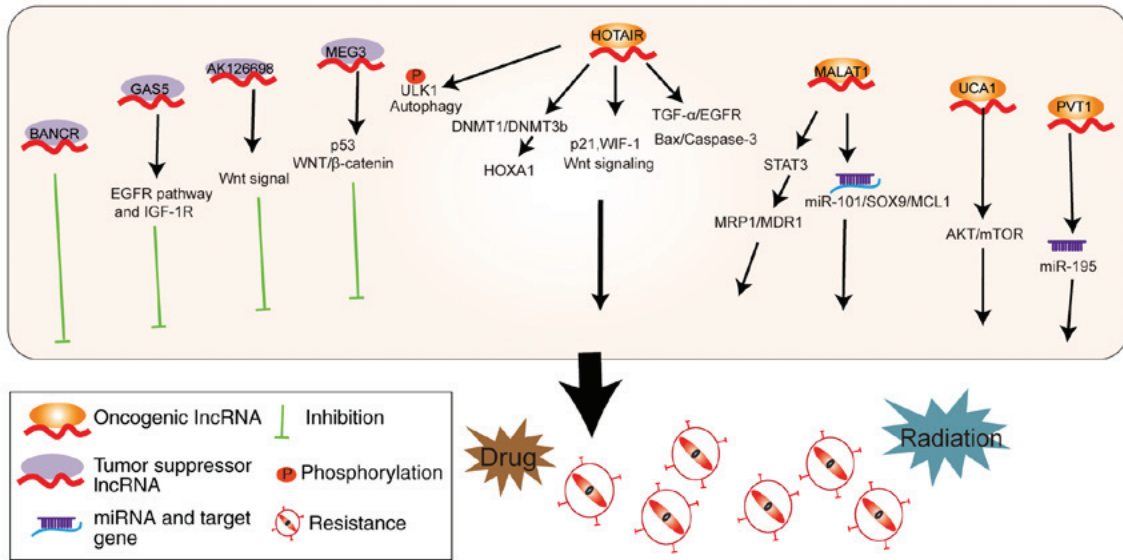 BANCR
GAS5
EGFR pathway
and IGF-1R
AK126698
Wnt signal
MEG3
p53
WNT/β-catenin
P
ULK1
Autophagy
HOTAIR
DNMT1/DNMT3b
HOXA1
p21,WIF-1
Wnt signaling
TGF-α/EGFR
Bax/Caspase-3
MALAT1
STAT3
MRP1/MDR1
miR-101/SOX9/MCL1
UCA1
AKT/mTOR
PVT1
miR-195
Oncogenic lncRNA
Inhibition
Tumor suppressor
lncRNA
P
Phosphorylation
miRNA and target
gene
Resistance
Drug
Radiation